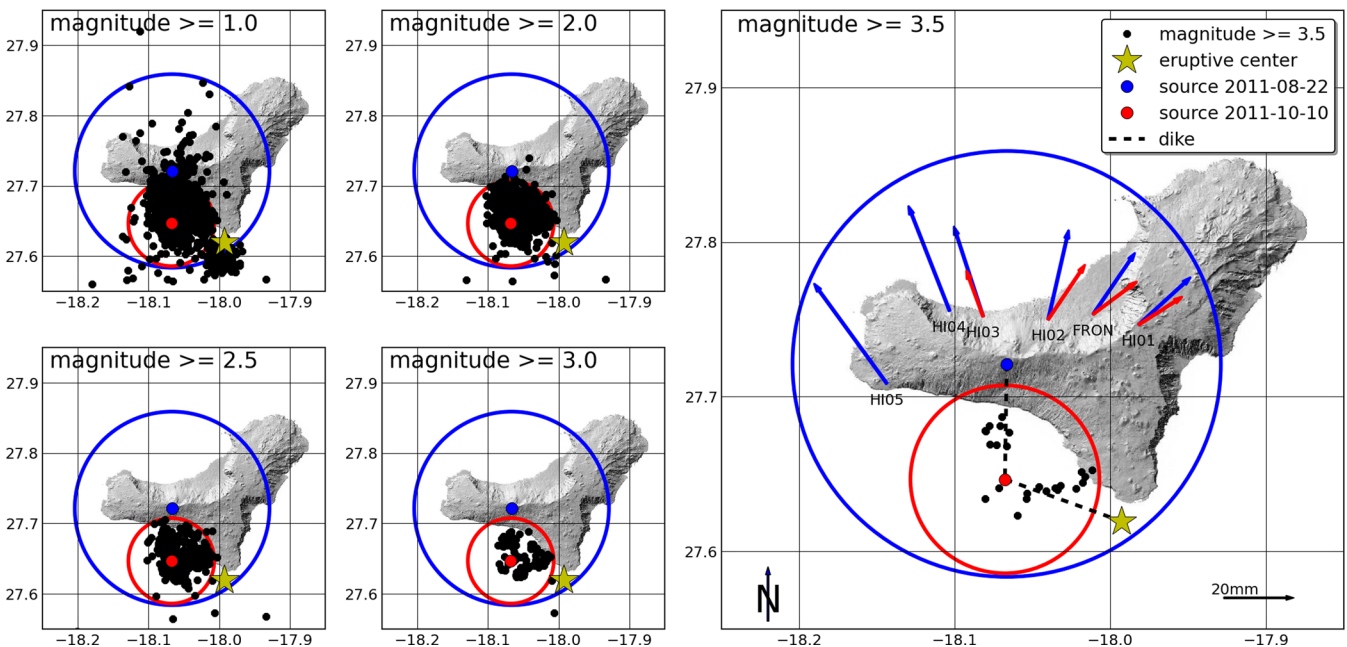 magnitude >= 1.0
27.9
27.8
27.7
27.6
−18.2
−18.1
−18.0
−17.9
magnitude >= 2.0
27.9
27.8
27.7
27.6
−18.2
−18.1
−18.0
−17.9
magnitude >= 2.5
27.9
27.8
27.7
27.6
−18.2
−18.1
−18.0
−17.9
magnitude >= 3.0
27.9
27.8
27.7
27.6
−18.2
−18.1
−18.0
−17.9
magnitude >= 3.5
magnitude >= 3.5
eruptive center
source 2011-08-22
source 2011-10-10
dike
27.9
27.8
27.7
27.6
HI04
HI03
HI02
FRON
HI01
HI05
N
20mm
−18.2
−18.1
−18.0
−17.9